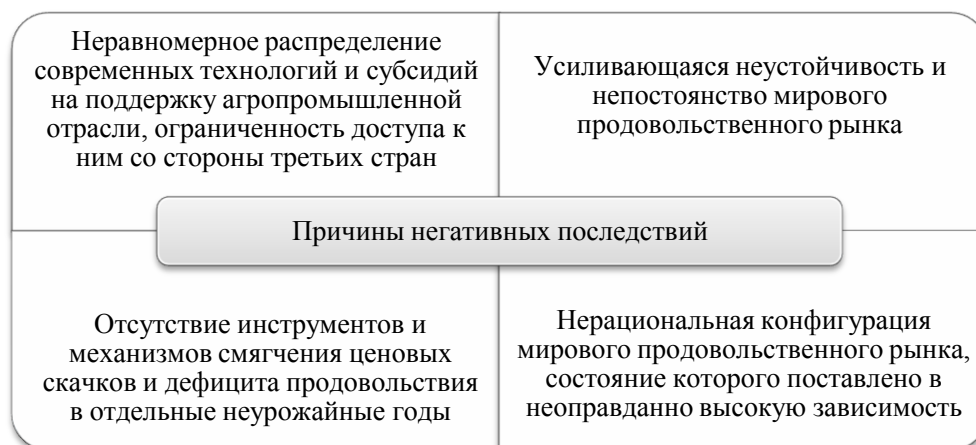 Неравномерное распределение
современных технологий и субсидий
на поддержку агропромышленной
отрасли, ограниченность доступа к
ним со стороны третьих стран
Усиливающаяся неустойчивость и
непостоянство мирового
продовольственного рынка
Причины негативных последствий
Отсутствие инструментов и
механизмов смягчения ценовых
скачков и дефицита продовольствия
в отдельные неурожайные годы
Нерациональная конфигурация
мирового продовольственного рынка,
состояние которого поставлено в
неоправданно высокую зависимость